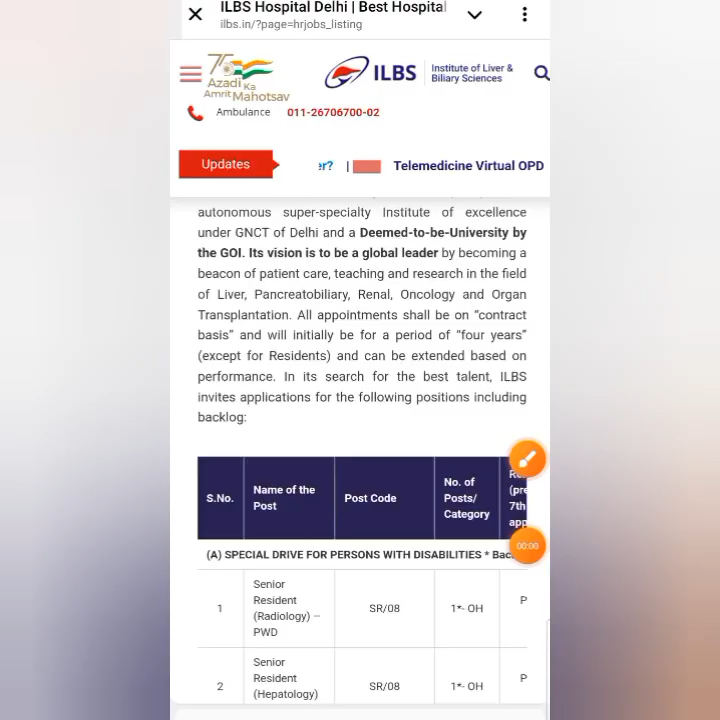 ILBS Hospital Delhi | Best Hospital
ilbs.in/?page=hrjobs_listing
Azadi Ka
Amrit Mahotsav
ILBS
Institute of Liver &
Biliary Sciences
Ambulance 011-26706700-02
Updates
er? | Telemedicine Virtual OPD
autonomous super-specialty Institute of excellence
under GNCT of Delhi and a Deemed-to-be-University by
the GOI. Its vision is to be a global leader by becoming a
beacon of patient care, teaching and research in the field
of Liver, Pancreatobiliary, Renal, Oncology and Organ
Transplantation. All appointments shall be on “contract
basis” and will initially be for a period of “four years”
(except for Residents) and can be extended based on
performance. In its search for the best talent, ILBS
invites applications for the following positions including
backlog:
S.No.
Name of the
Post
Post Code
No. of
Posts/
Category
(pre
7th
app
(A) SPECIAL DRIVE FOR PERSONS WITH DISABILITIES * Bac
00:00
1
Senior
Resident
(Radiology) –
PWD
SR/08
1*- OH
P
2
Senior
Resident
(Hepatology)
SR/08
1*- OH
P